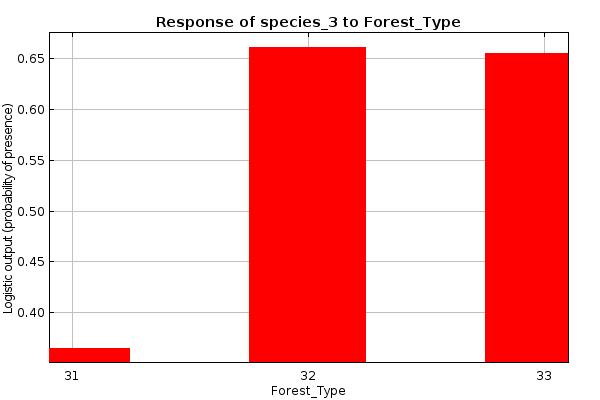 Response of species_3 to Forest_Type
Logistic output (probability of presence)
0.65
0.60
0.55
0.50
0.45
0.40
31 32 33
Forest_Type